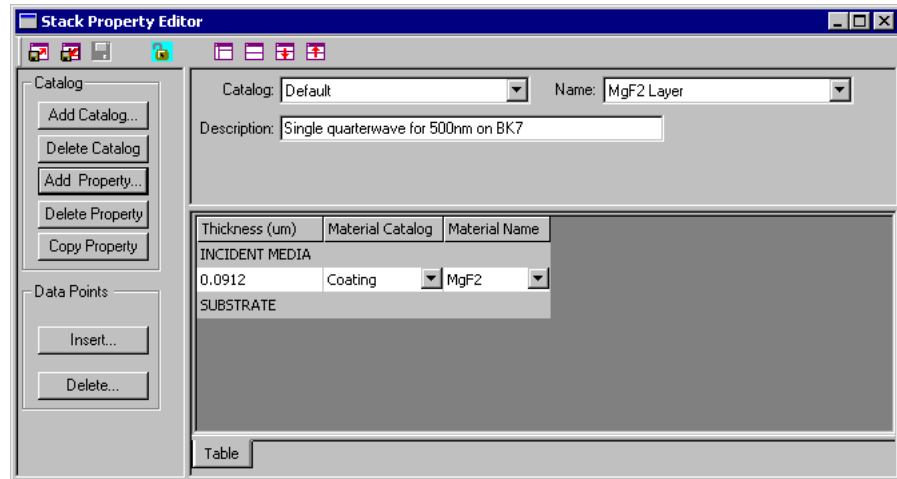 Stack Property Editor
Catalog
Add Catalog...
Delete Catalog
Add Property...
Delete Property
Copy Property
Data Points
Insert...
Delete...
Catalog: Default Name: MgF2 Layer
Description: Single quarterwave for 500nm on BK7
Thickness (um) Material Catalog Material Name
INCIDENT MEDIA
0.0912 Coating MgF2
SUBSTRATE
Table